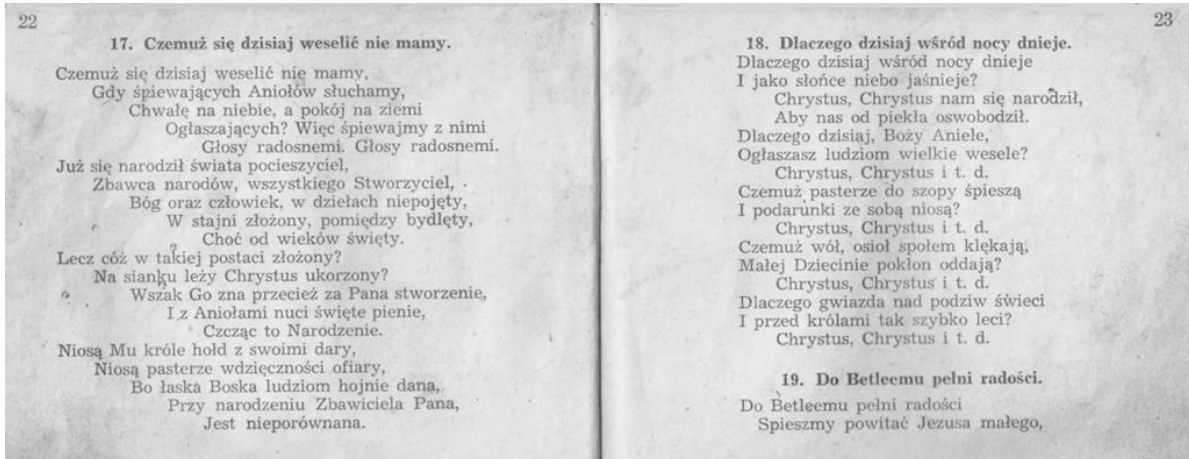 22
17. Czemuż się dzisiaj weselić nie mamy.
Czemuż się dzisiaj weselić nie mamy,
Gdy śpiewających Aniołów słuchamy,
Chwałę na niebie, a pokój na ziemi
Ogłaszających? Więc śpiewajmy z nimi
Głosy radosnemi. Głosy radosnemi.
Już się narodził świata pocieszyciel,
Zbawca narodów, wszystkiego Stworzyciel,
Bóg oraz człowiek, w dziełach niepojęty,
W stajni złożony, pomiędzy bydlęty,
Choć od wieków święty.
Lecz cóż w takiej postaci złożony?
Na sianku leży Chrystus ukorzony?
Wszak Go zna przecież za Pana stworzenie,
I z Aniołami nuci święte pienie,
Czcząc to Narodzenie.
Niosą Mu króle hołd z swoimi dary,
Niosą pasterze wdzięczności ofiary,
Bo łaska Boska ludziom hojnie dana,
Przy narodzeniu Zbawiciela Pana,
Jest nieporównana.
23
18. Dlaczego dzisiaj wśród nocy dnieje.
Dlaczego dzisiaj wśród nocy dnieje
I jako słońce niebo jaśnieje?
Chrystus, Chrystus nam się narodził,
Aby nas od piekła oswobodził.
Dlaczego dzisiaj, Boży Aniele,
Ogłaszasz ludziom wielkie wesele?
Chrystus, Chrystus i t. d.
Czemuż pasterze do szopy śpieszą
I podarunki ze sobą niosą?
Chrystus, Chrystus i t. d.
Czemuż wół, osioł społem klękają,
Małej Dziecinie pokłon oddają?
Chrystus, Chrystus i t. d.
Dlaczego gwiazda nad podziw świeci
I przed królami tak szybko leci?
Chrystus, Chrystus i t. d.
19. Do Betleemu pełni radości.
Do Betleemu pełni radości
Spieszmy powitać Jezusa małego,